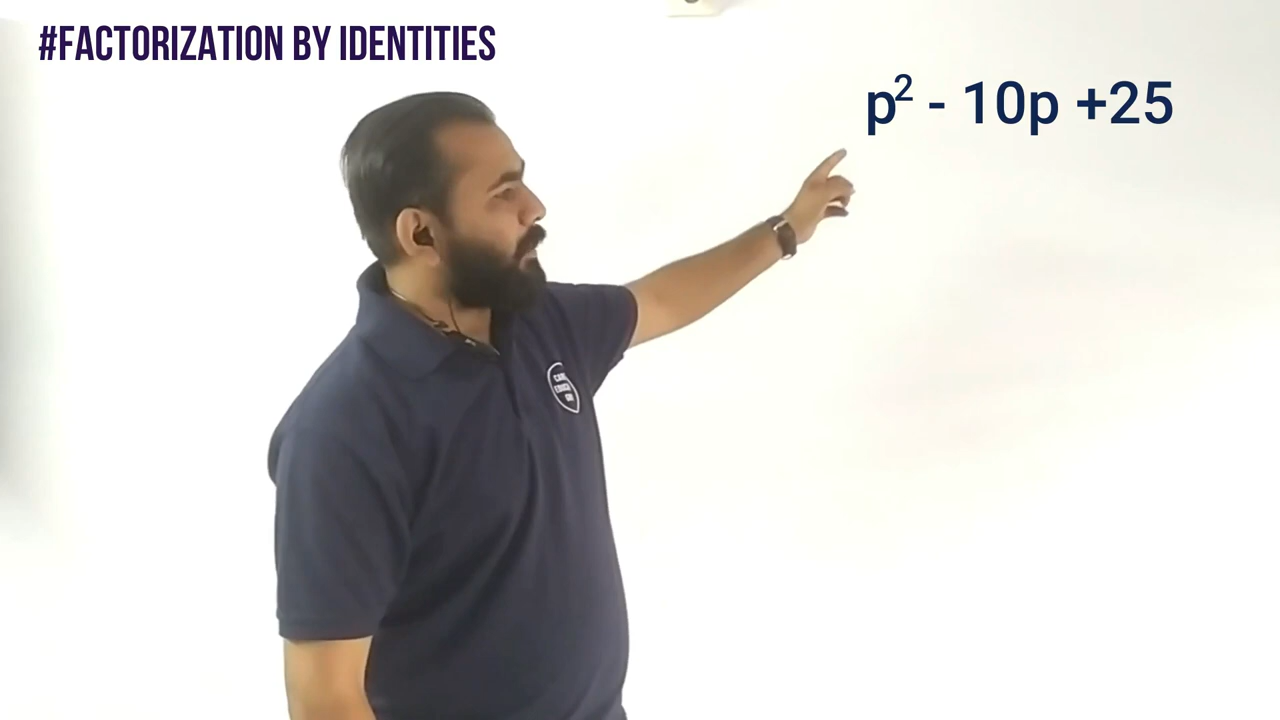 #FACTORIZATION BY IDENTITIES
p² - 10p +25